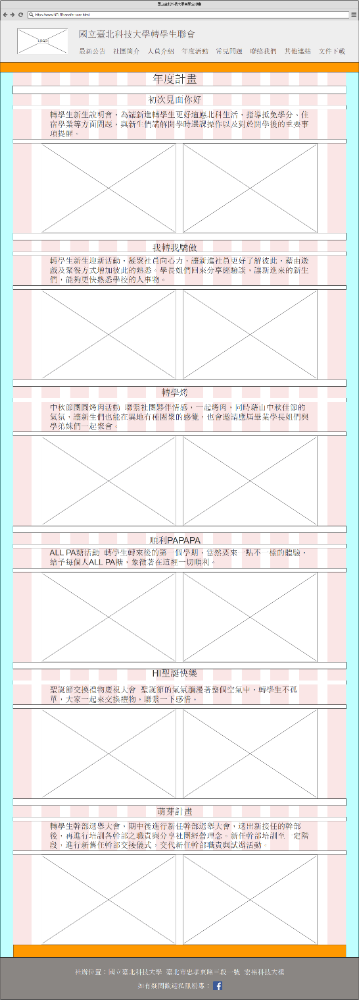 國立臺北科技大學轉學生聯會
https://www.NTUTtransfer.com.html
LOGO
國立臺北科技大學轉學生聯會
最新公告 社團簡介 人員介紹 年度活動 常見問題 聯絡我們 其他連結 文件下載
年度計畫
初次見面你好
轉學生新生說明會，為讓新進轉學生更好適應北科生活，指導抵免學分、住
宿學業等方面問題，與新生們講解開學時選課操作以及對於開學後的重要事
項提醒。
我轉我驕傲
轉學生新生迎新活動，凝聚社員向心力，讓新進社員更好了解彼此，藉由遊
戲及聚餐方式增加彼此的熟悉。學長姐們回來分享經驗談，讓新進來的新生
們，能夠更快熟悉學校的人事物。
轉學烤
中秋節團圓烤肉活動 聯繫社團夥伴情感，一起烤肉，同時藉由中秋佳節的
氣氛，讓新生們也能在異地有種團聚的感覺，也會邀請應屆畢業學長姐們與
學弟妹們一起聚會。
順利PAPAPA
ALL PA糖活動 轉學生轉來後的第一個學期，當然要來一點不一樣的體驗，
給予每個人ALL PA糖，象徵著在這裡一切順利。
HI聖誕快樂
聖誕節交換禮物慶祝大會 聖誕節的氣氛瀰漫著整個空氣中，轉學生不孤
單，大家一起來交換禮物，聯繫一下感情。
萌芽計畫
轉學生幹部選舉大會，期中後進行新任幹部選舉大會，選出新接任的幹部
後，再進行培訓各幹部之職責與分享社團經營理念。新任幹部培訓至一定階
段，進行新舊任幹部交接儀式，交代新任幹部職責與試辦活動。
社辦位置：國立臺北科技大學 臺北市忠孝東路三段一號 宏裕科技大樓
如有疑問歡迎私訊粉專：